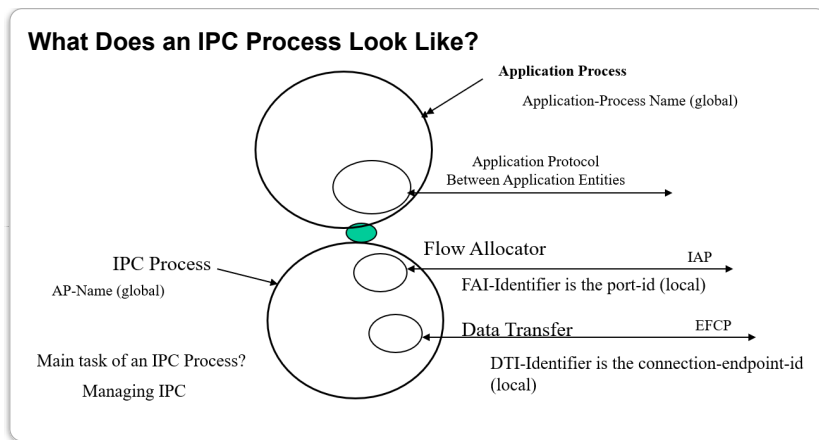 What Does an IPC Process Look Like?
Application Process
Application-Process Name (global)
Application Protocol
Between Application Entities
Flow Allocator
IAP
IPC Process
FAI-Identifier is the port-id (local)
AP-Name (global)
Data Transfer
EFCP
Main task of an IPC Process?
DTI-Identifier is the connection-endpoint-id
(local)
Managing IPC